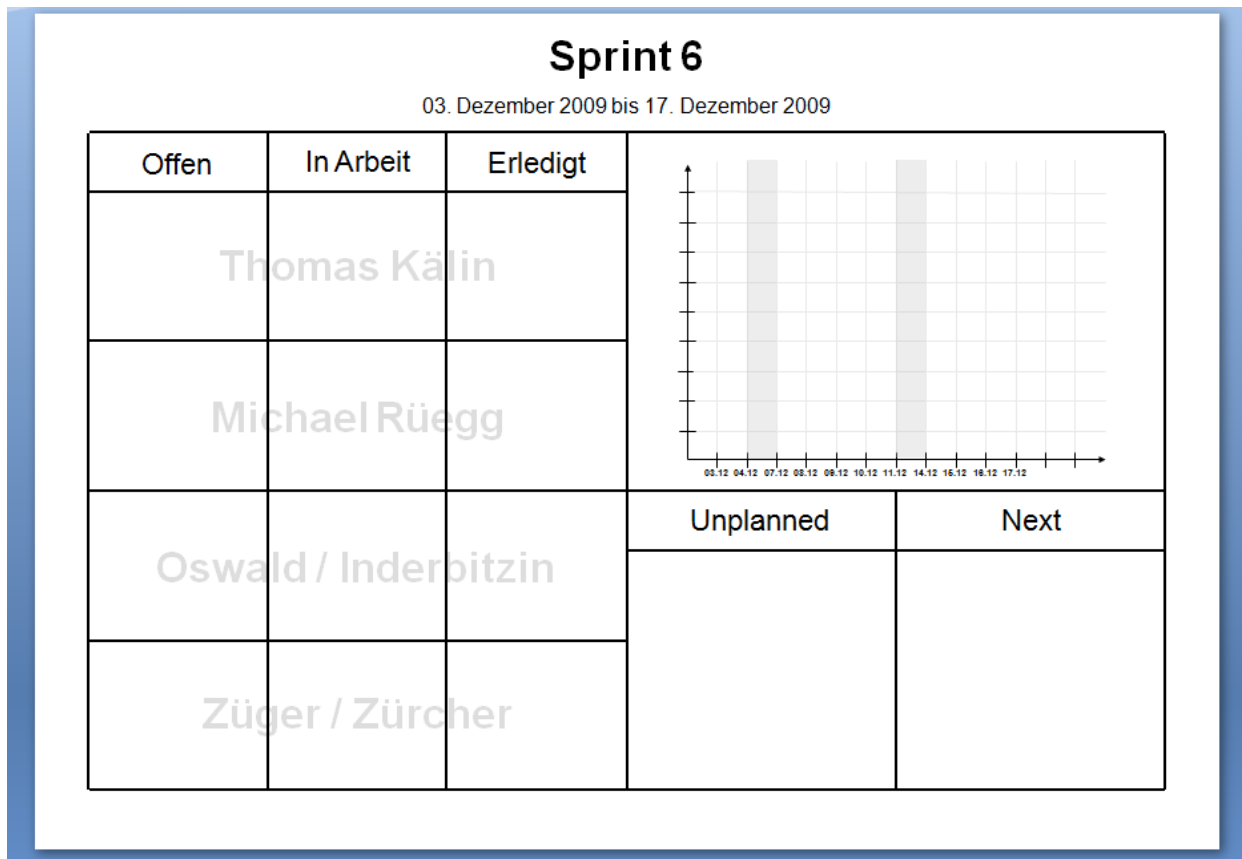 Sprint 6
03. Dezember 2009 bis 17. Dezember 2009
Offen In Arbeit Erledigt
Thomas Kälin
Michael Rüegg
Oswald / Inderbitzin
Züger / Zürcher
03.12 04.12 07.12 08.12 09.12 10.12 11.12 14.12 15.12 16.12 17.12
Unplanned Next